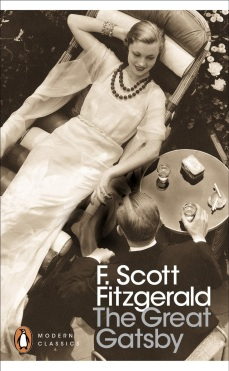 F. Scott
Fitzgerald
The Great
Gatsby
MODERN
CLASSICS